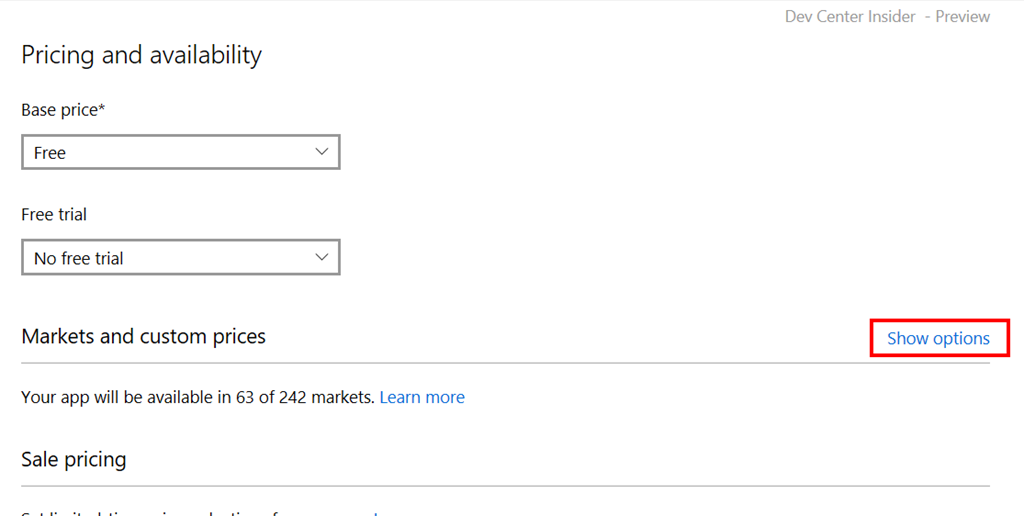 Dev Center Insider - Preview
Pricing and availability
Base price*
Free
Free trial
No free trial
Markets and custom prices
Show options
Your app will be available in 63 of 242 markets. Learn more
Sale pricing